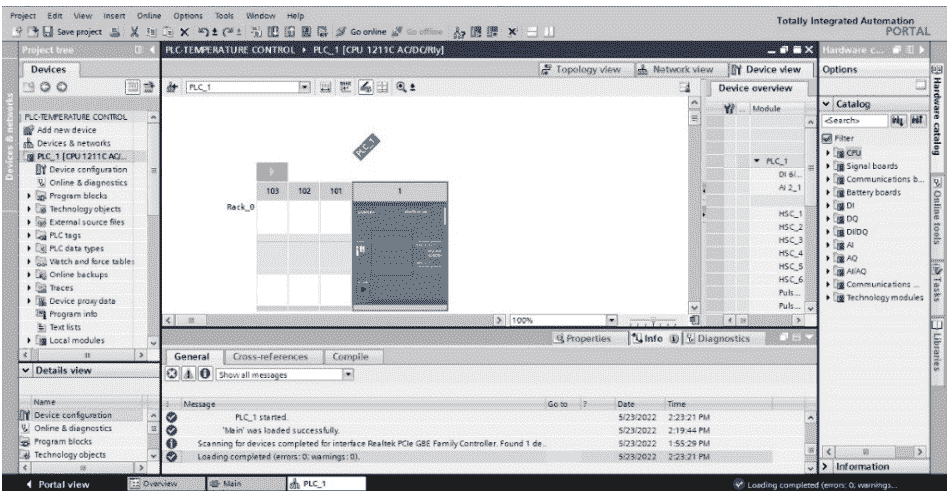 Project Edit View Insert Online Options Tools Window Help
Totally Integrated Automation
PORTAL
Save project Go online Go offline
Project tree
PLC-TEMPERATURE CONTROL PLC_1 [CPU 1211C AC/DC/Rly]
Hardware c...
Devices
Topology view Network view Device view
Options
PLC_1
Device overview
Module
Catalog
<Search>
Filter
PLC-TEMPERATURE CONTROL
Add new device
Devices & networks
PLC_1 [CPU 1211C AC/...
Device configuration
Online & diagnostics
Program blocks
Technology objects
External source files
PLC tags
PLC data types
Watch and force tables
Online backups
Traces
Device proxy data
Program info
Text lists
Local modules
PLC_1
103 102 101 1
Rack_0
PLC_1
DI 6/...
AI 2_1
HSC_1
HSC_2
HSC_3
HSC_4
HSC_5
HSC_6
Puls...
Puls...
CPU
Signal boards
Communications b...
Battery boards
DI
DQ
DI/DQ
AI
AQ
AI/AQ
Communications ...
Technology modules
100%
Properties Info Diagnostics
General Cross-references Compile
Show all messages
Details view
Name
Device configuration
Online & diagnostics
Program blocks
Technology objects
! Message Go to ? Date Time
PLC_1 started. 5/23/2022 2:23:21 PM
'Main' was loaded successfully. 5/23/2022 2:19:44 PM
Scanning for devices completed for interface Realtek PCIe GBE Family Controller. Found 1 de.. 5/23/2022 1:55:29 PM
Loading completed (errors: 0; warnings: 0). 5/23/2022 2:23:21 PM
Information
Devices & networks
Hardware catalog
Online tools
Tasks
Libraries
Portal view Overview Main PLC_1
Loading completed (errors: 0; warnings...